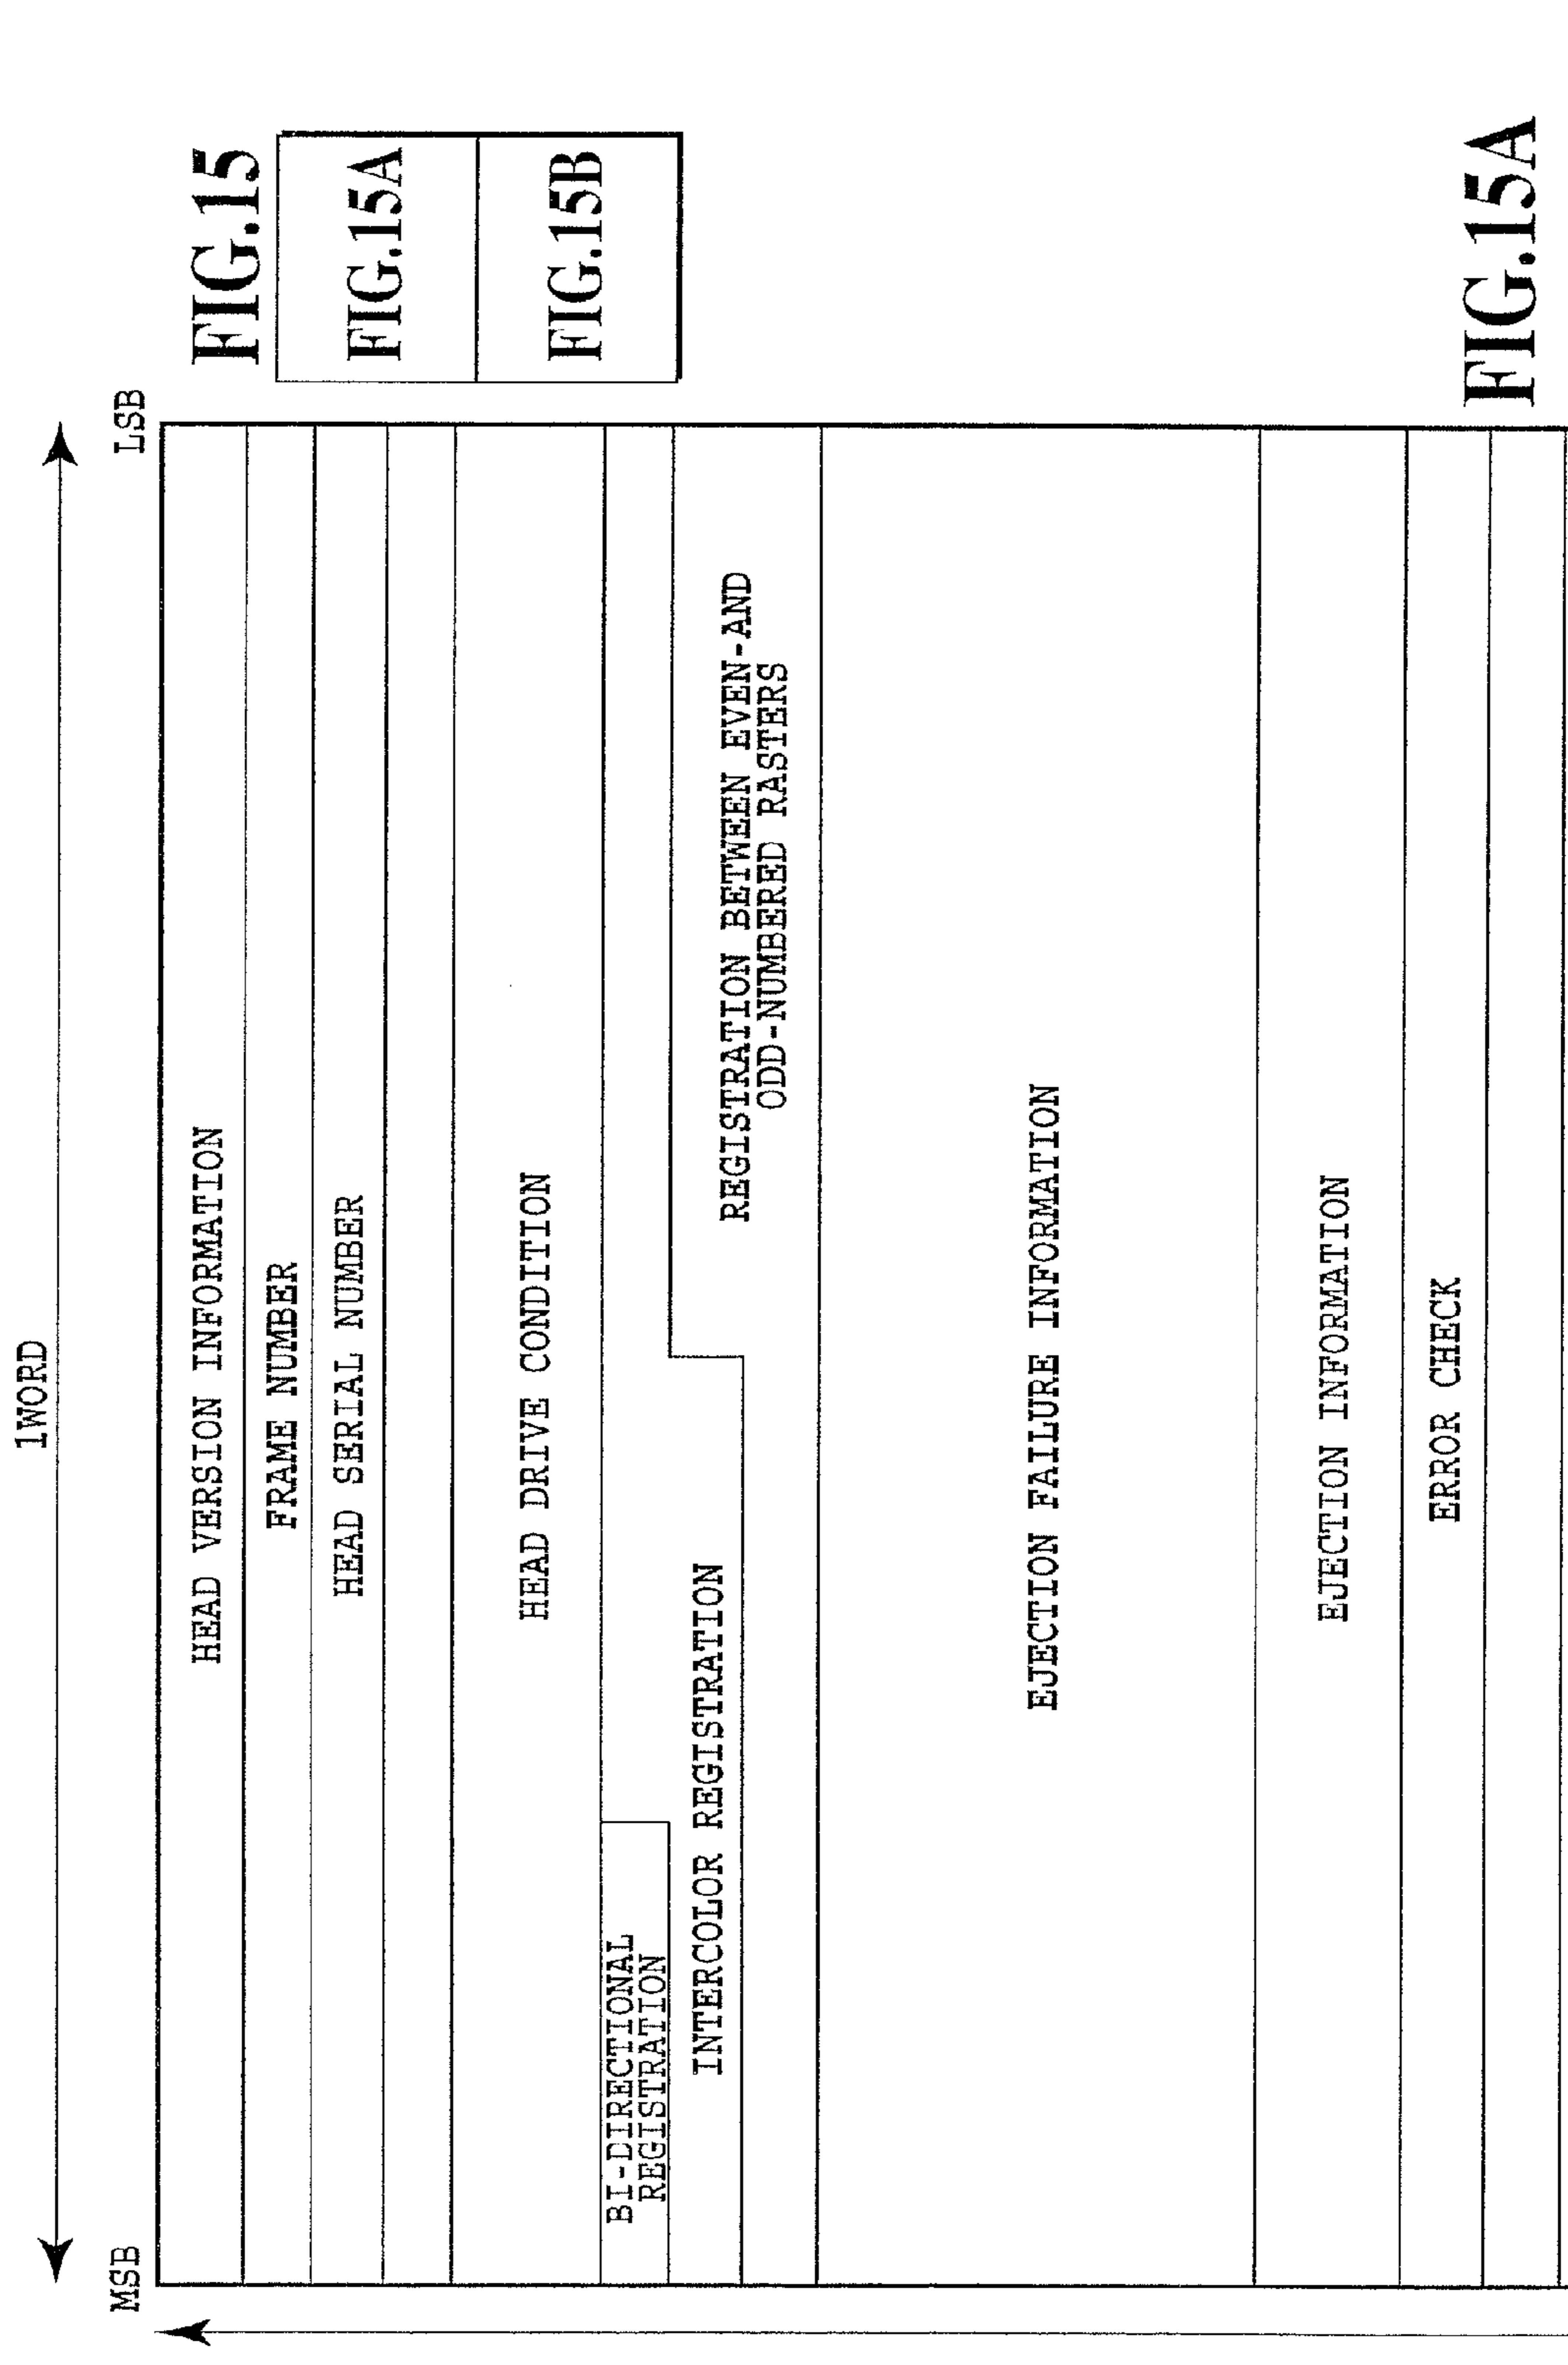 1WORD
MSB
LSB
HEAD VERSION INFORMATION
FRAME NUMBER
HEAD SERIAL NUMBER
HEAD DRIVE CONDITION
BI-DIRECTIONAL
REGISTRATION
INTERCOLOR REGISTRATION
REGISTRATION BETWEEN EVEN-AND
ODD-NUMBERED RASTERS
EJECTION FAILURE INFORMATION
EJECTION INFORMATION
ERROR CHECK
FIG.15
FIG.15A
FIG.15B
FIG.15A